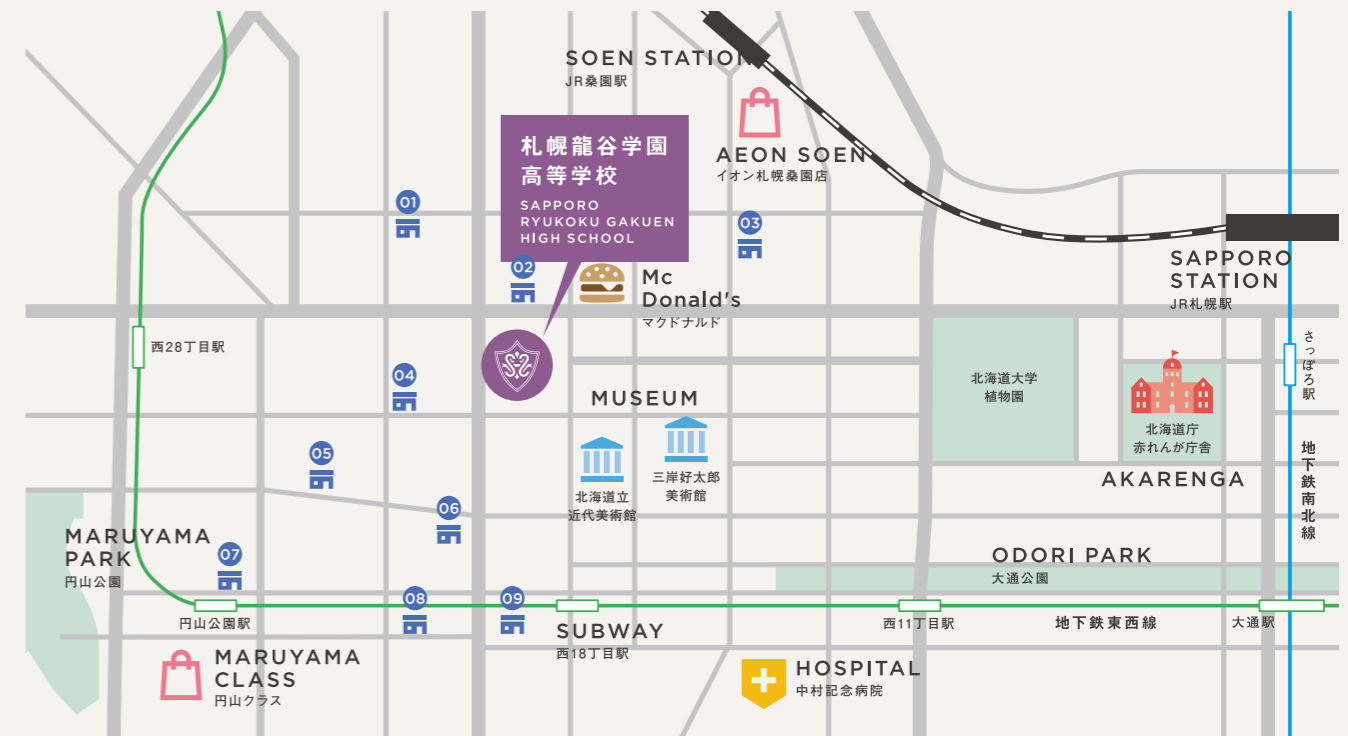 SOEN STATION
JR桑園駅
札幌龍谷学園
高等学校
SAPPORO
RYUKOKU GAKUEN
HIGH SCHOOL
AEON SOEN
イオン札幌桑園店
01
02
03
Mc
Donald's
マクドナルド
SAPPORO
STATION
JR札幌駅
西28丁目駅
さっぽろ駅
04
MUSEUM
北海道大学
植物園
北海道庁
赤れんが庁舎
AKARENGA
地下鉄南北線
05
三岸好太郎
美術館
北海道立
近代美術館
06
MARUYAMA
PARK
円山公園
07
ODORI PARK
大通公園
08
09
円山公園駅
SUBWAY
西18丁目駅
西11丁目駅
地下鉄東西線
大通駅
MARUYAMA
CLASS
円山クラス
HOSPITAL
中村記念病院